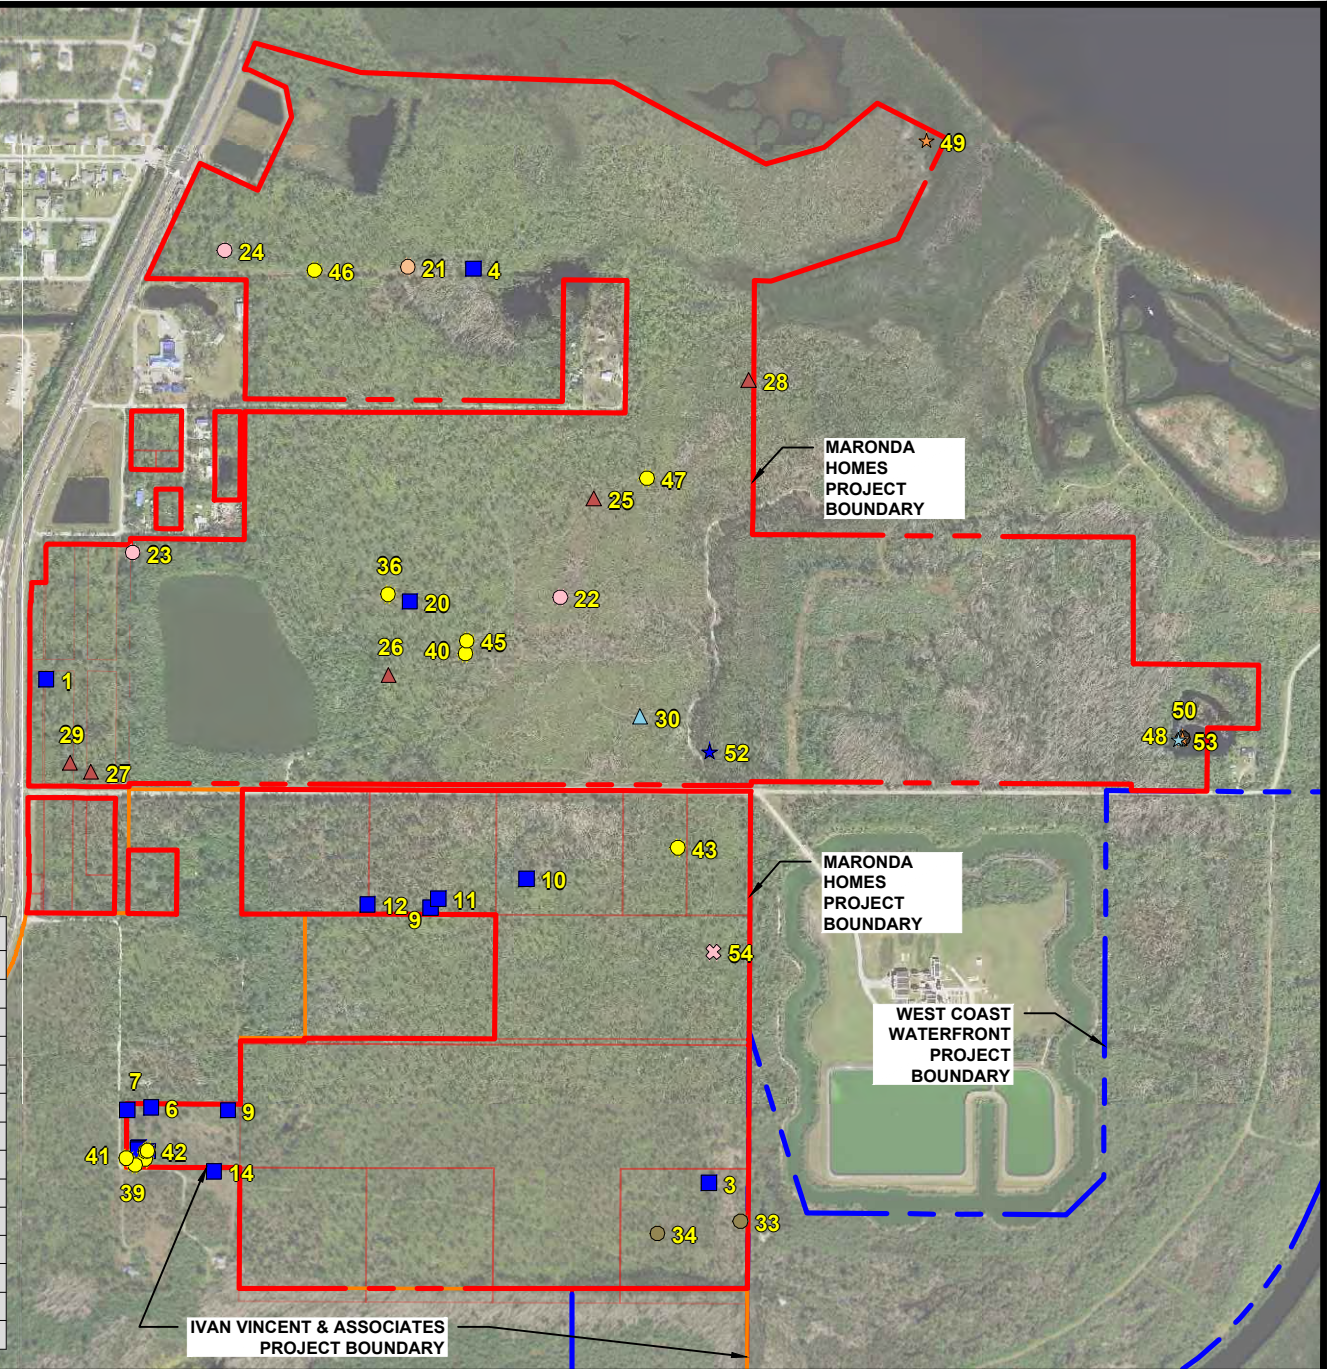 49
24
46
21
4
28
MARONDA
HOMES
PROJECT
BOUNDARY
47
25
23
36
20
22
45
40
26
1
30
50
29
48
53
52
27
43
MARONDA
HOMES
PROJECT
BOUNDARY
10
11
12
9
54
WEST COAST
WATERFRONT
PROJECT
BOUNDARY
7
6
9
41
42
14
39
3
33
34
IVAN VINCENT & ASSOCIATES
PROJECT BOUNDARY